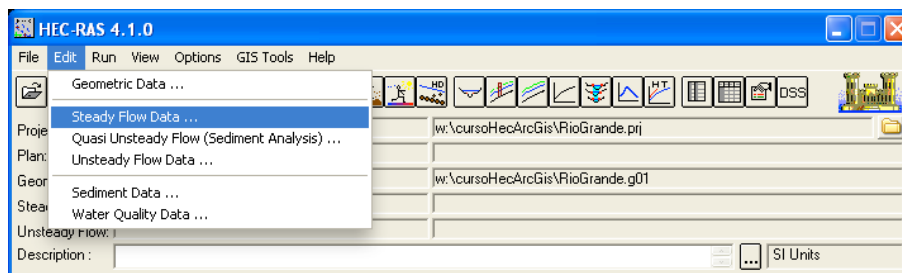 HEC-RAS 4.1.0
File Edit Run View Options GIS Tools Help
Geometric Data ...
HD HT DSS
Steady Flow Data ...
Proje w:\cursoHecArcGis\RioGrande.prj
Quasi Unsteady Flow (Sediment Analysis) ...
Plan:
Unsteady Flow Data ...
Geor w:\cursoHecArcGis\RioGrande.g01
Sediment Data ...
Stea
Water Quality Data ...
Unsteady Flow:
Description : ... SI Units